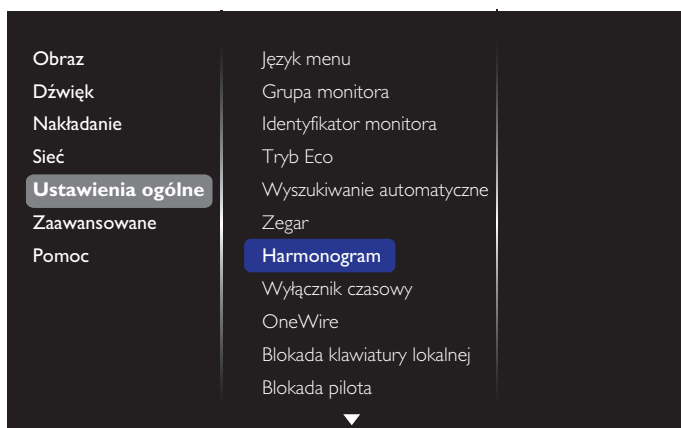 Obraz
Dźwięk
Nakładanie
Sieć
Ustawienia ogólne
Zaawansowane
Pomoc
Język menu
Grupa monitora
Identyfikator monitora
Tryb Eco
Wyszukiwanie automatyczne
Zegar
Harmonogram
Wyłącznik czasowy
OneWire
Blokada klawiatury lokalnej
Blokada pilota